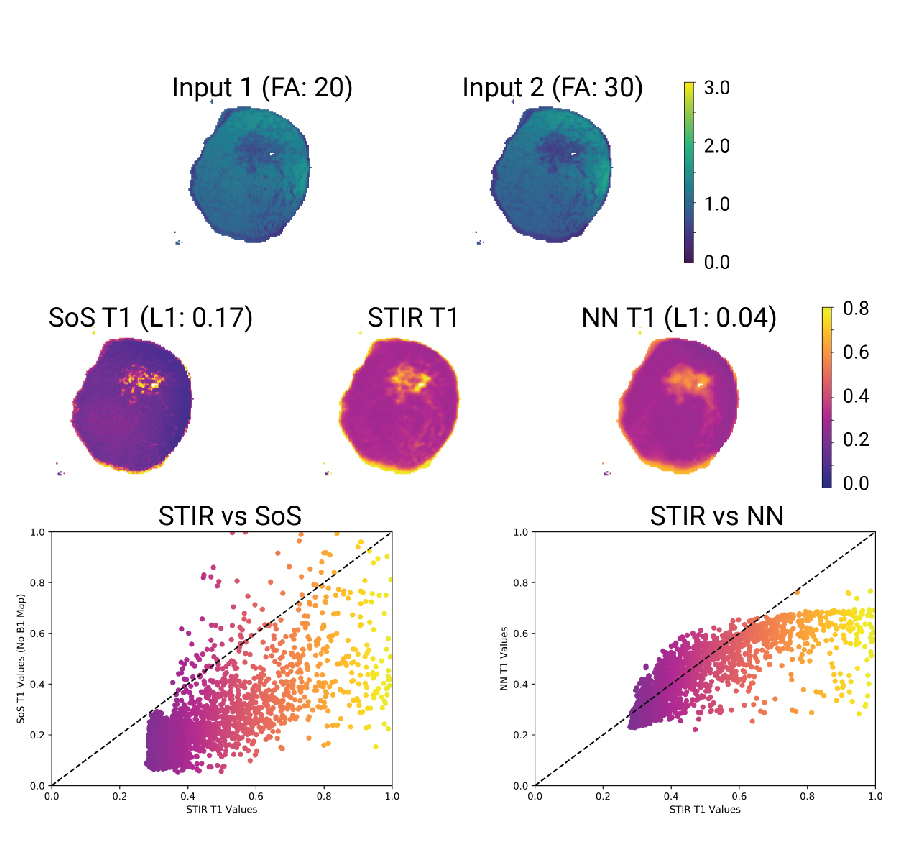 Input 1 (FA: 20)
Input 2 (FA: 30)
3.0
2.0
1.0
0.0
SoS T1 (L1: 0.17)
STIR T1
NN T1 (L1: 0.04)
0.8
0.6
0.4
0.2
0.0
STIR vs SoS
1.0
0.8
0.6
0.4
0.2
0.0
SoS T1 Values (No B1 Map)
0.0 0.2 0.4 0.6 0.8 1.0
STIR T1 Values
STIR vs NN
1.0
0.8
0.6
0.4
0.2
0.0
NN T1 Values
0.0 0.2 0.4 0.6 0.8 1.0
STIR T1 Values